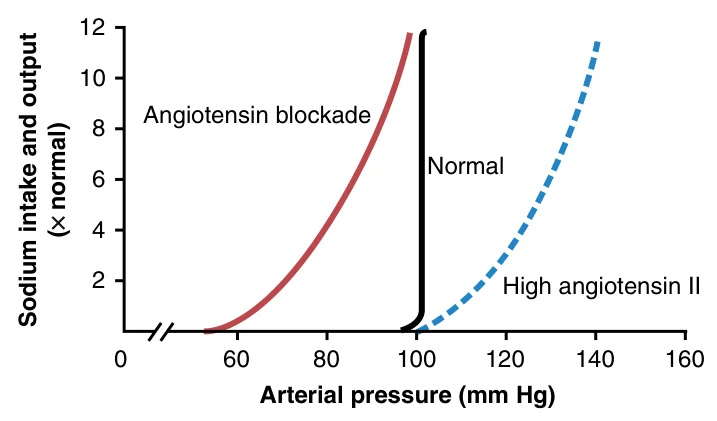 Sodium intake and output
(× normal)
12
10
8
6
4
2
Angiotensin blockade
Normal
High angiotensin II
0
60
80
100
120
140
160
Arterial pressure (mm Hg)